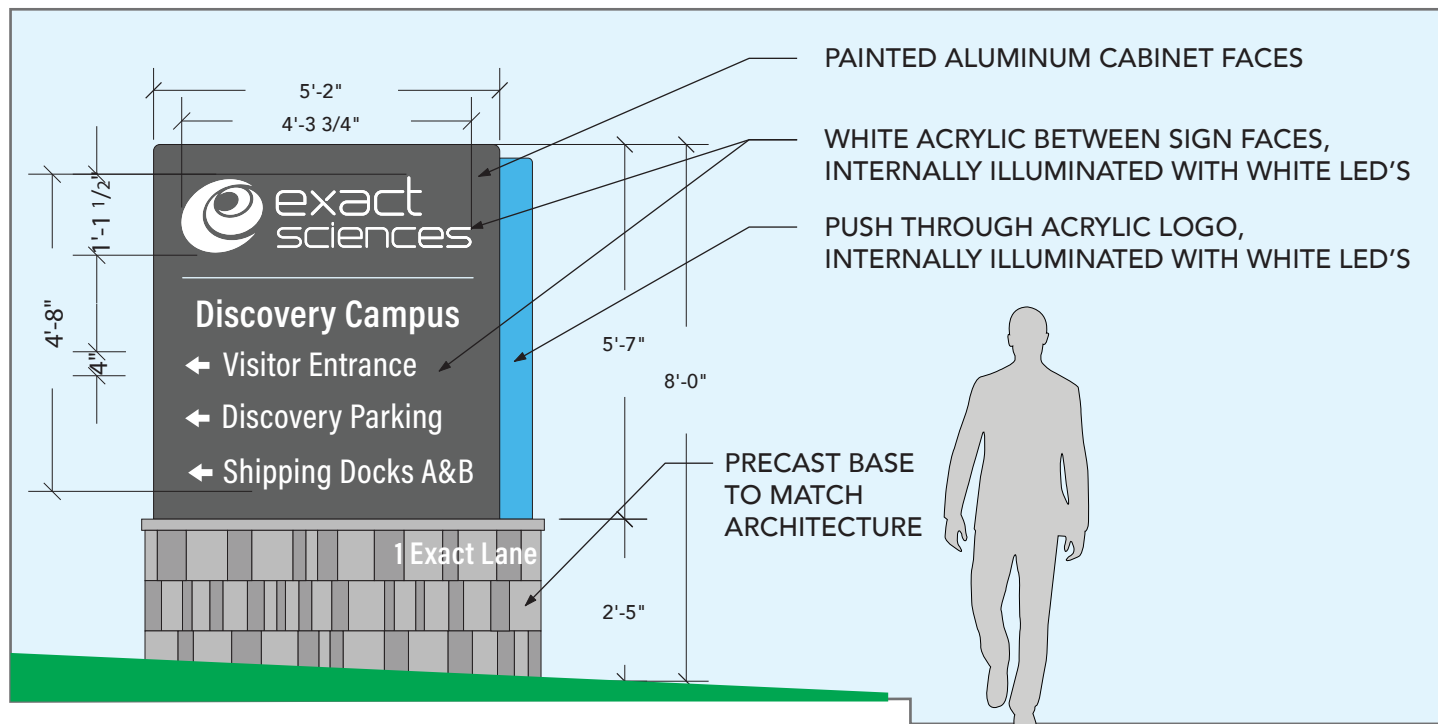 PAINTED ALUMINUM CABINET FACES
5'-2"
4'-3 3/4"
WHITE ACRYLIC BETWEEN SIGN FACES,
INTERNALLY ILLUMINATED WITH WHITE LED'S
PUSH THROUGH ACRYLIC LOGO,
INTERNALLY ILLUMINATED WITH WHITE LED'S
1'-1 1/2"
4'-8"
4"
exact
sciences
Discovery Campus
Visitor Entrance
Discovery Parking
Shipping Docks A&B
5'-7"
8'-0"
PRECAST BASE
TO MATCH
ARCHITECTURE
1 Exact Lane
2'-5"